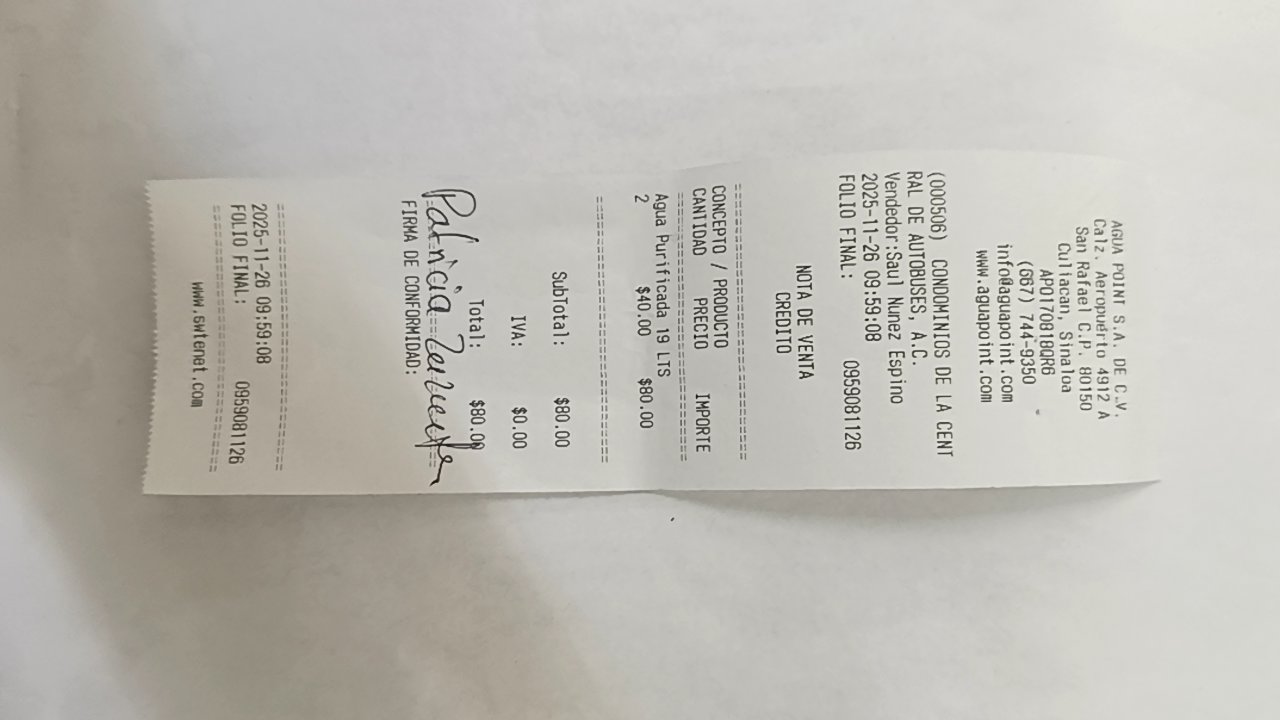 AGUA POINT S.A. DE C.V.
Calz. Aeropuerto 4912 A
San Rafael C.P. 80150
Culiacan, Sinaloa
APO170818QR6
(667) 744-9350
info@aguapoint.com
www.aguapoint.com
(000506) CONDOMINIOS DE LA CENT
RAL DE AUTOBUSES, A.C.
Vendedor:Saul Nunez Espino
2025-11-26 09:59:08
FOLIO FINAL: 0959081126
NOTA DE VENTA
CREDITO
===============================
CONCEPTO / PRODUCTO
CANTIDAD PRECIO IMPORTE
===============================
Agua Purificada 19 LTS
2 $40.00 $80.00
===============================
SubTotal: $80.00
IVA: $0.00
Total: $80.00
Patricia
FIRMA DE CONFORMIDAD:
===============================
2025-11-26 09:59:08
FOLIO FINAL: 0959081126
===============================
www.swtenet.com